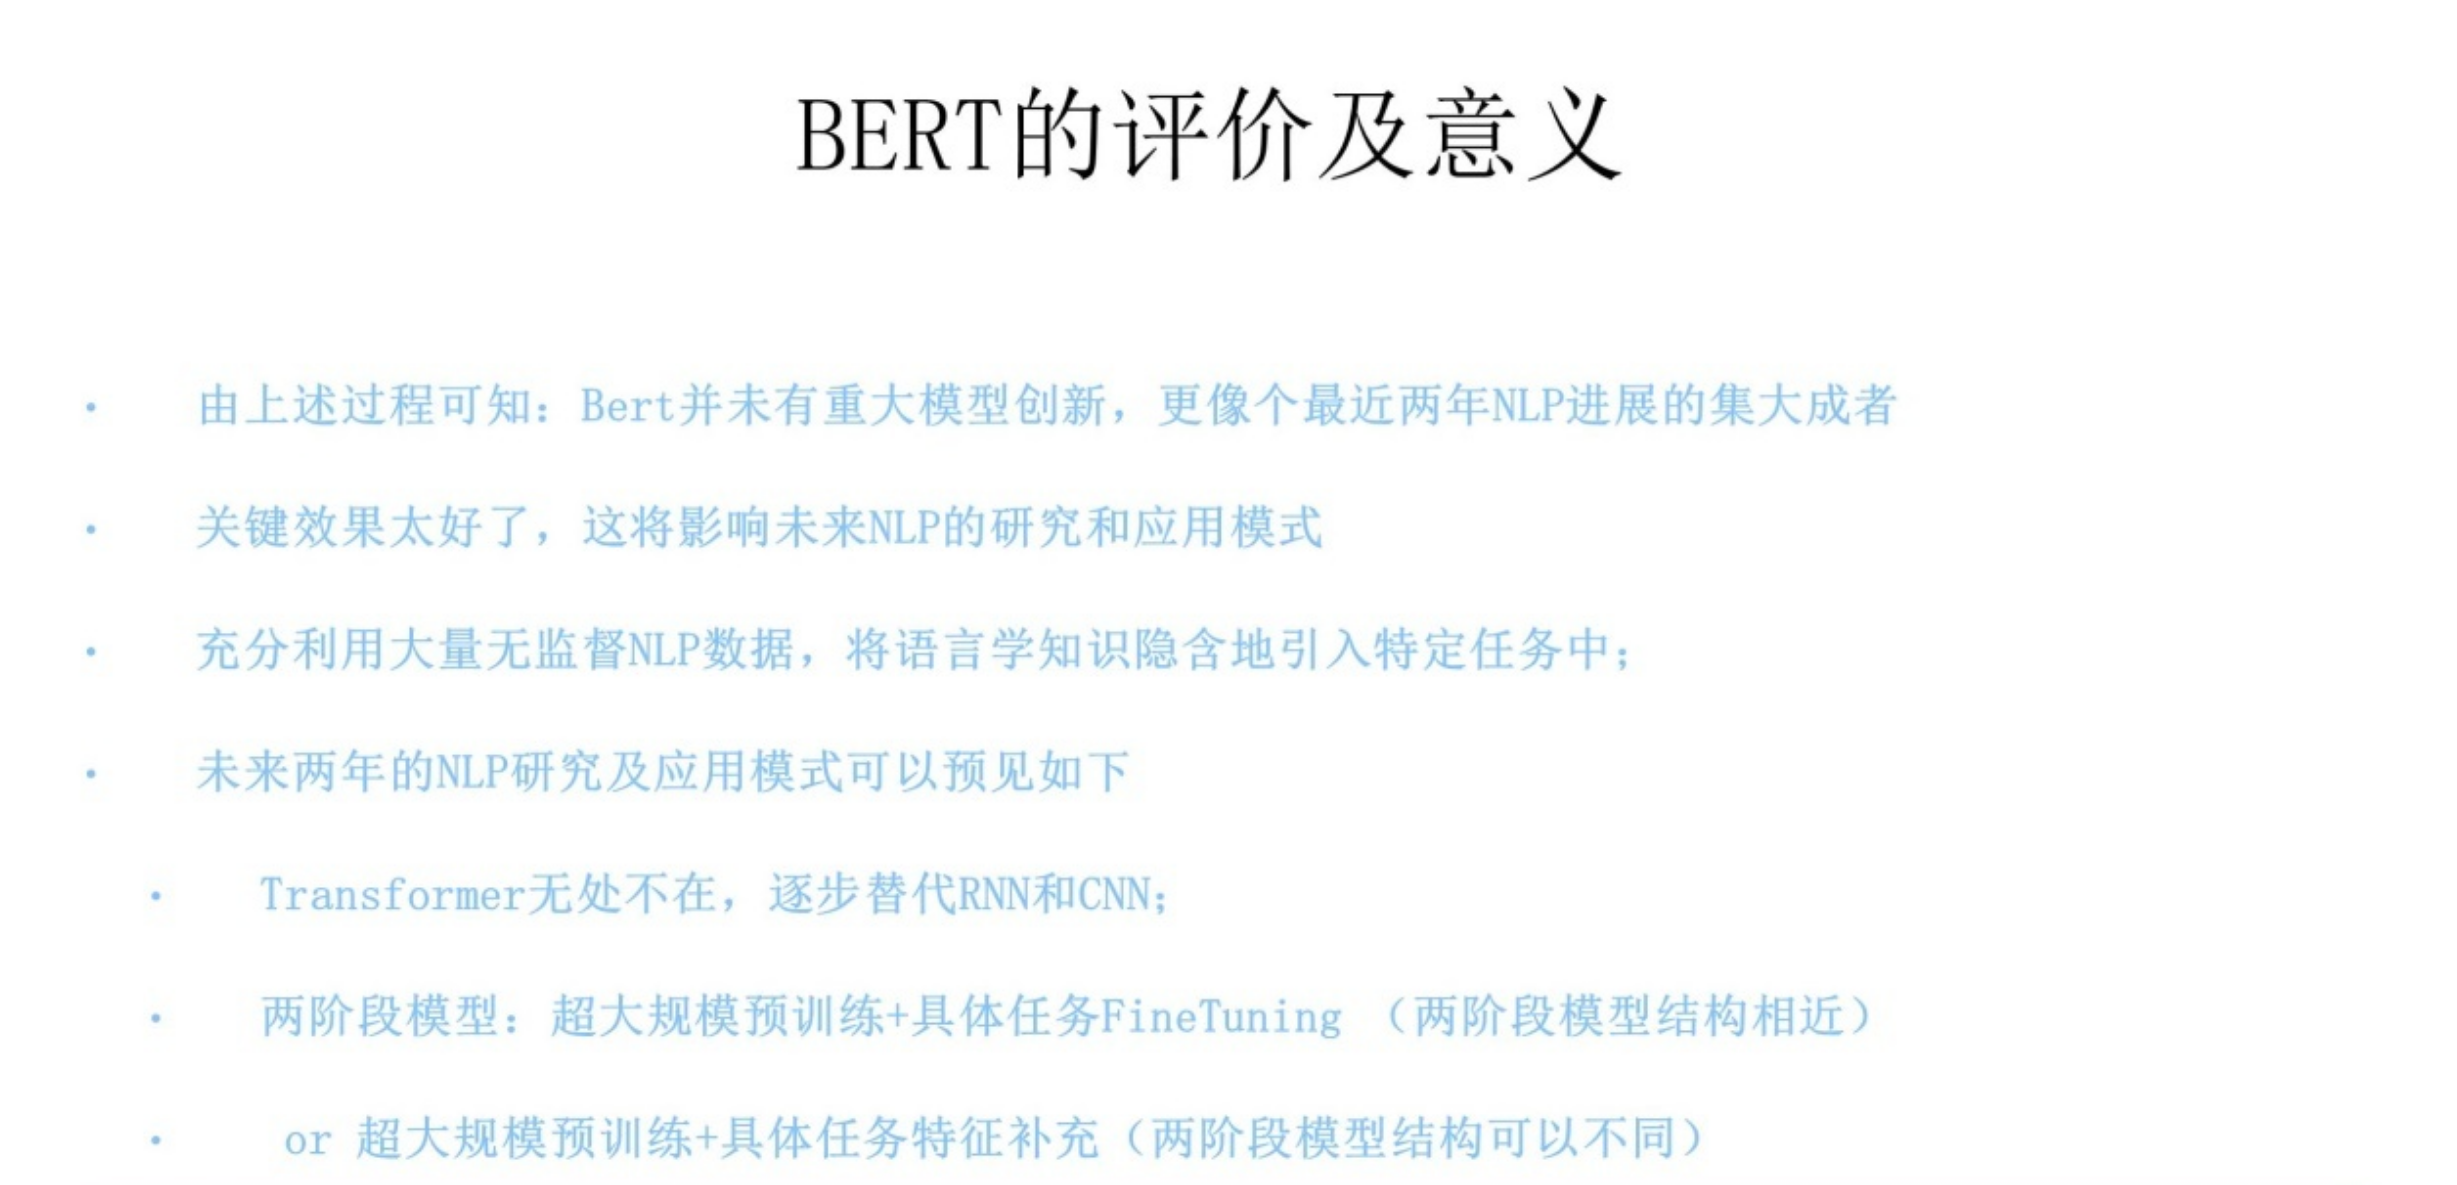 BERT的评价及意义
· 由上述过程可知：Bert并未有重大模型创新，更像个最近两年NLP进展的集大成者
· 关键效果太好了，这将影响未来NLP的研究和应用模式
· 充分利用大量无监督NLP数据，将语言学知识隐含地引入特定任务中；
· 未来两年的NLP研究及应用模式可以预见如下
· Transformer无处不在，逐步替代RNN和CNN；
· 两阶段模型：超大规模预训练+具体任务FineTuning （两阶段模型结构相近）
· or 超大规模预训练+具体任务特征补充（两阶段模型结构可以不同）